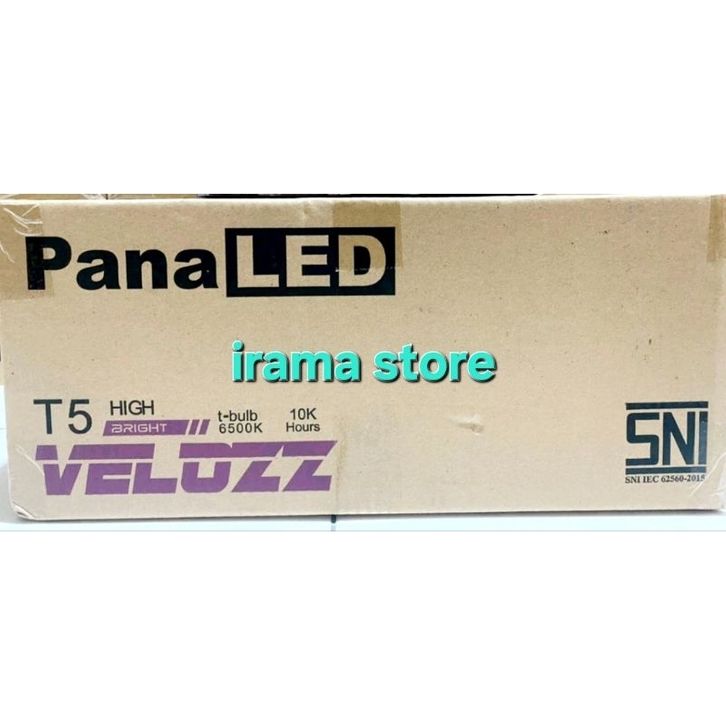 PanaLED
irama store
T5 HIGH BRIGHT t-bulb 6500K 10K Hours
VELOZZ
SNI
SNI IEC 62560-2015